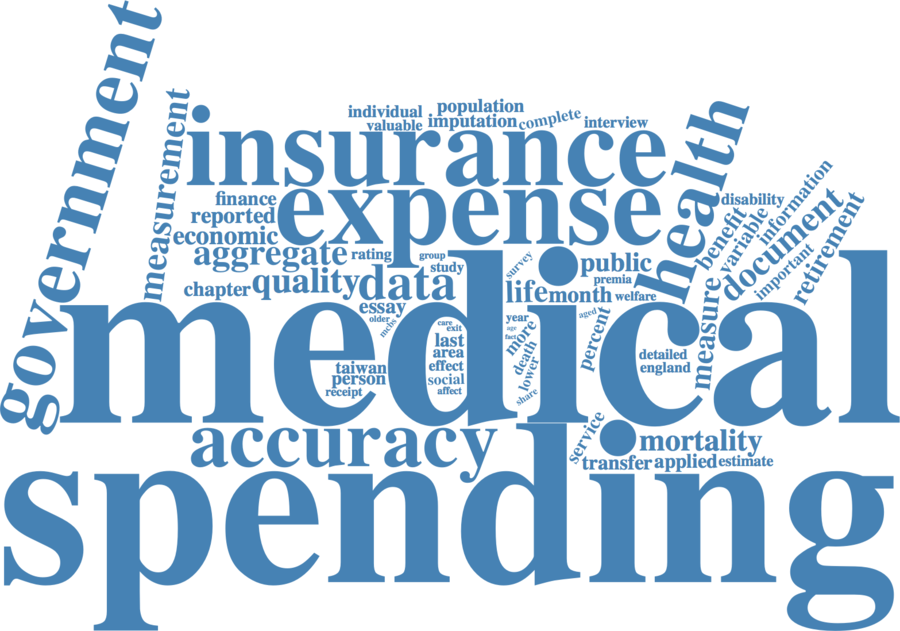 government
measurement
individual
population
valuable
imputation
complete
interview
insurance
health
finance
reported
expense
economic
aggregate
rating
group
study
survey
public
premia
disability
benefit
variable
information
document
important
retirement
chapter
quality
data
life
month
welfare
essay
older
mcbs
care
exit
year
age
fact
aged
percent
measure
medical
last
area
effect
social
affect
more
death
lower
share
taiwan
person
receipt
detailed
england
accuracy
service
mortality
transfer
applied
estimate
spending